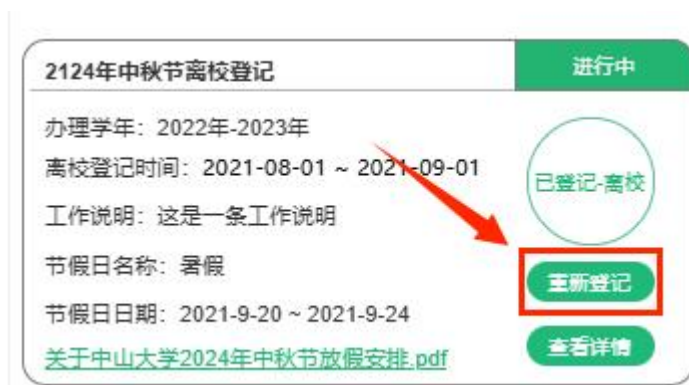 2124年中秋节离校登记
进行中
办理学年：2022年-2023年
离校登记时间：2021-08-01 ~ 2021-09-01
已登记-离校
工作说明：这是一条工作说明
节假日名称：暑假
重新登记
节假日日期：2021-9-20 ~ 2021-9-24
查看详情
关于中山大学2024年中秋节放假安排.pdf